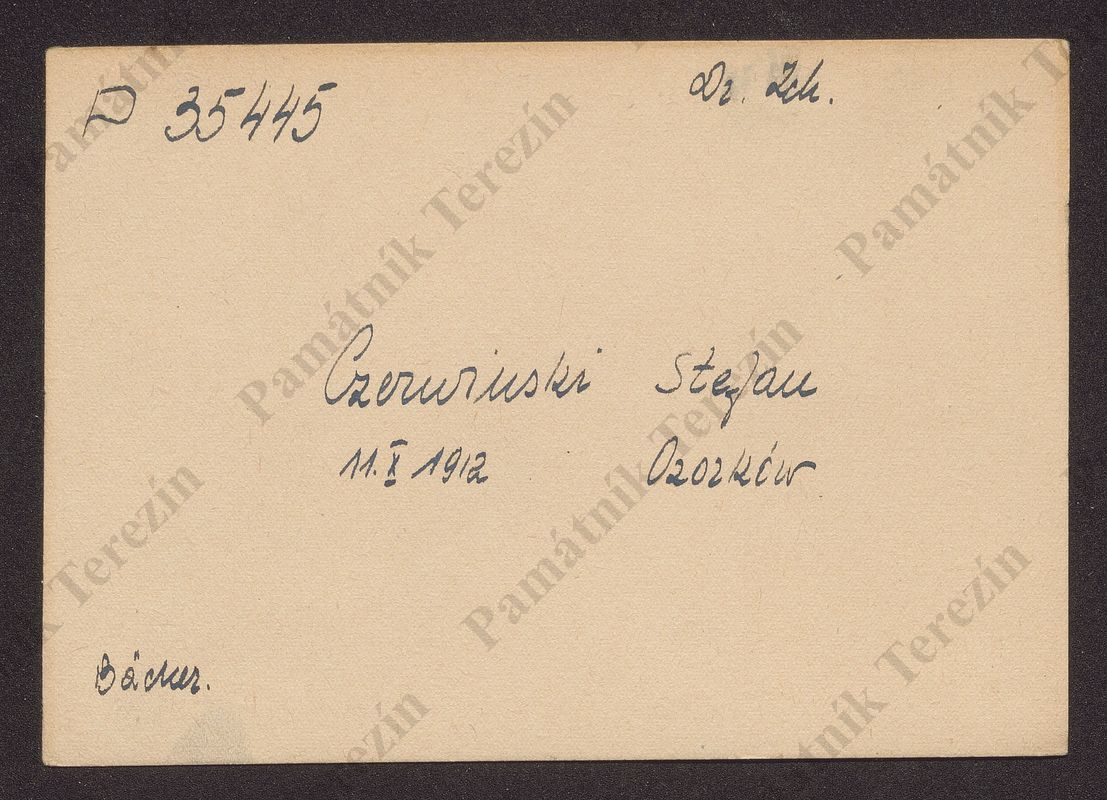 D 35445
Dr. Zch.
Czerwinski Stefan
11. X 1912 Ozorków
Bäcker.
Památník Terezín